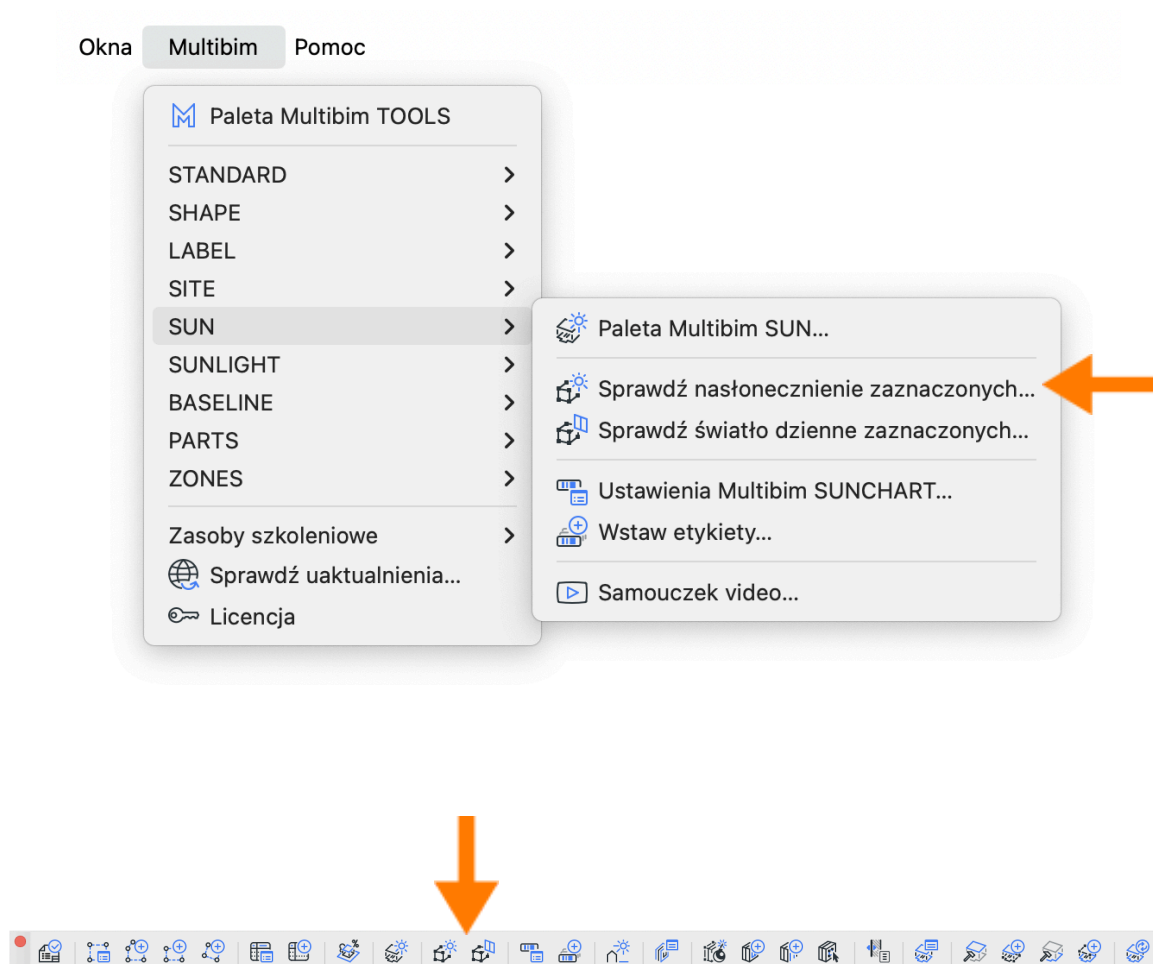 Okna Multibim Pomoc
Paleta Multibim TOOLS
STANDARD
SHAPE
LABEL
SITE
SUN
SUNLIGHT
BASELINE
PARTS
ZONES
Zasoby szkoleniowe
Sprawdź uaktualnienia...
Licencja
Paleta Multibim SUN...
Sprawdź nasłonecznienie zaznaczonych...
Sprawdź światło dzienne zaznaczonych...
Ustawienia Multibim SUNCHART...
Wstaw etykiety...
Samouczek video...